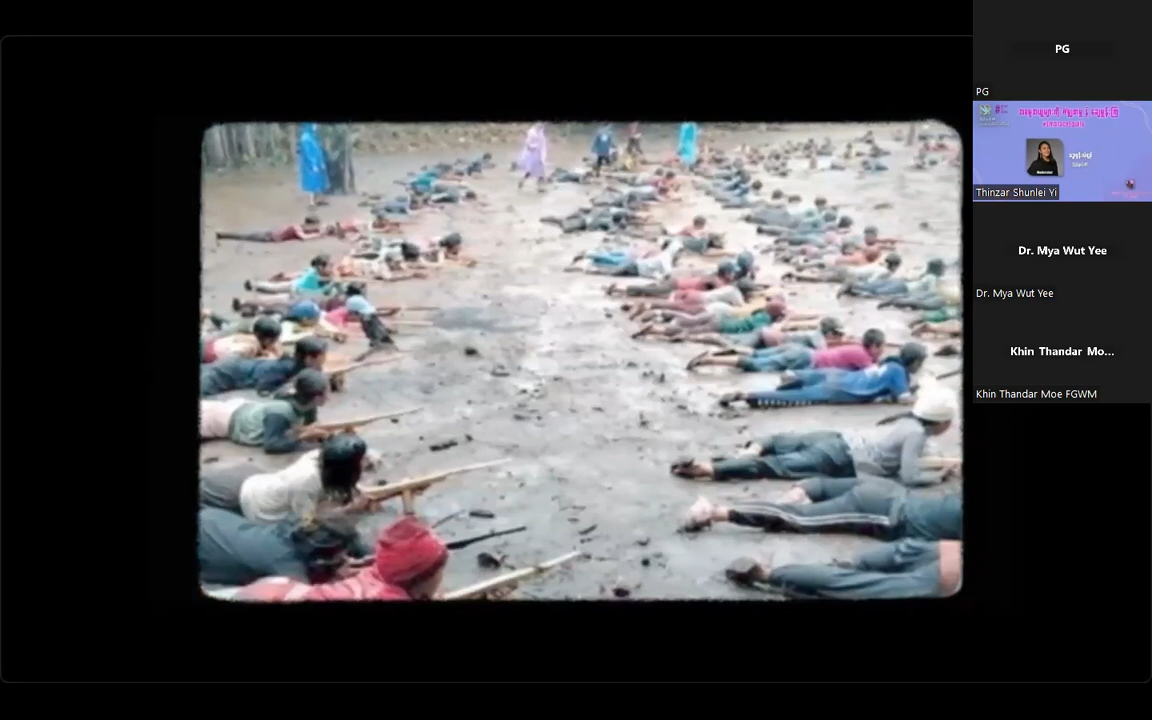 PG
PG
Thinzar Shunlei Yi
Dr. Mya Wut Yee
Dr. Mya Wut Yee
Khin Thandar Mo...
Khin Thandar Moe FGWM